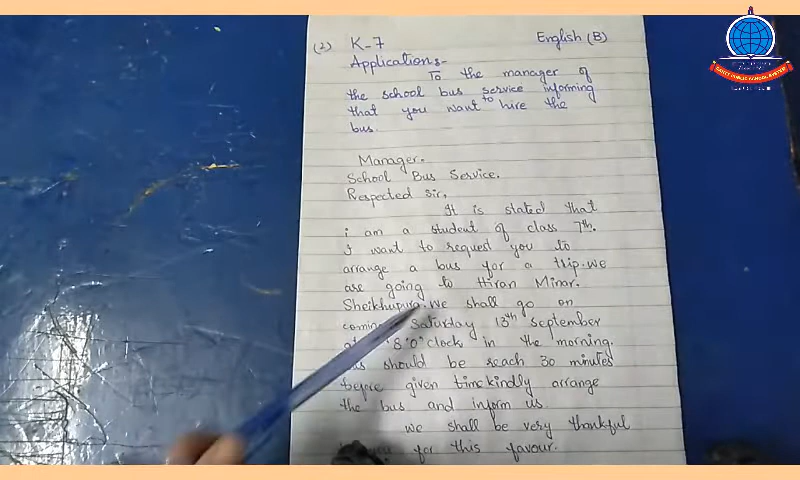 (2) K-7 English (B)
Applications:-
To the manager of
the school bus service informing
that you want to hire the
bus.
Manager.
School Bus Service.
Respected Sir,
It is stated that
i am a student of class 7th.
I want to request you to
arrange a bus for a trip.we
are going to Hiran Minar.
Sheikhupura.We shall go on
Saturday 13th september
8'O'clock in the morning.
should be reach 30 minutes
before given time.kindly arrange
the bus and inform us
we shall be very thankful
for this favour.